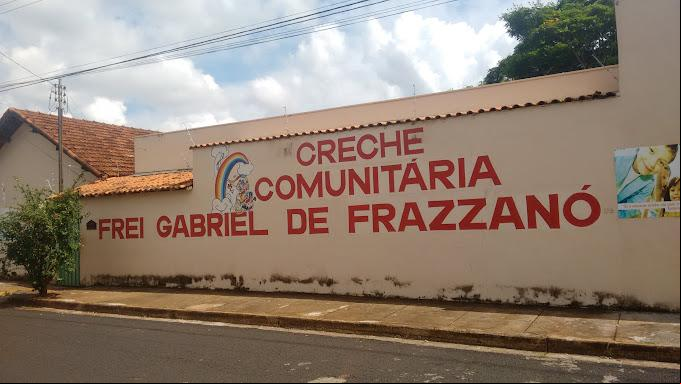 CRECHE
COMUNITÁRIA
FREI GABRIEL DE FRAZZANÓ